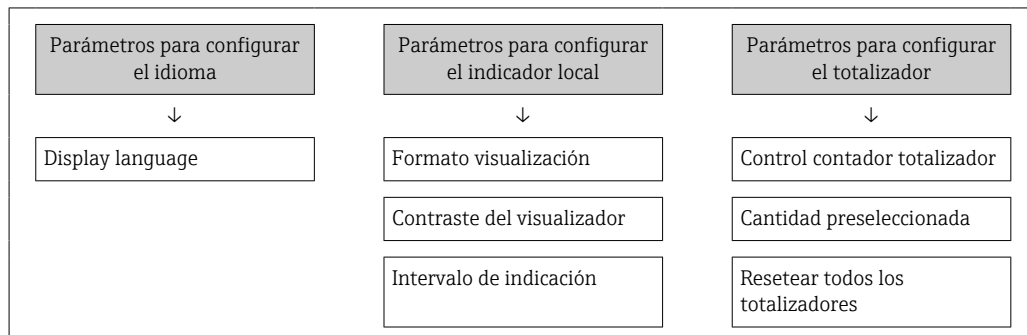 Parámetros para configurar
el idioma
↓
Display language
Parámetros para configurar
el indicador local
↓
Formato visualización
Contraste del visualizador
Intervalo de indicación
Parámetros para configurar
el totalizador
↓
Control contador totalizador
Cantidad preseleccionada
Resetear todos los
totalizadores